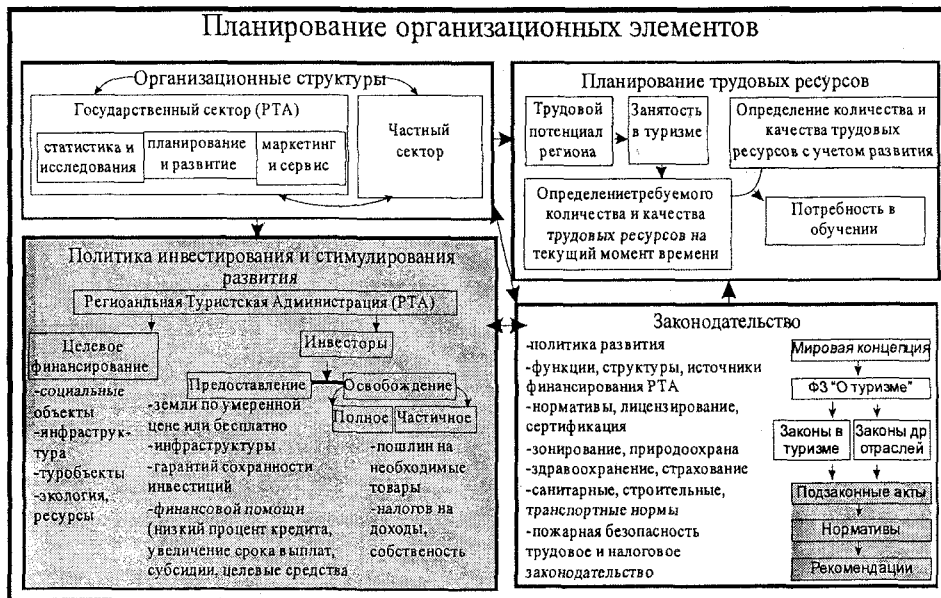 Планирование организационных элементов
Организационные структуры
Государственный сектор (РТА)
статистика и
исследования
планирование
и развитие
маркетинг
и сервис
Частный
сектор
Планирование трудовых ресурсов
Трудовой
потенциал
региона
Занятость
в туризме
Определение количества и
качества трудовых
ресурсов с учетом развития
Определениетребуемого
количества и качества
трудовых ресурсов на
текущий момент времени
Потребность в
обучении
Политика инвестирования и стимулирования
развития
Региоанльная Туристская Администрация (РТА)
Целевое
финансирование
-социальные
объекты
-инфраструк-
тура
-туробъекты
-экология,
ресурсы
Инвесторы
Предоставление
-земли по умеренной
цене или бесплатно
-инфраструктуры
-гарантий сохранности
инвестиций
-финансовой помощи
(низкий процент кредита,
увеличение срока выплат,
субсидии, целевые средства
Освобождение
Полное
Частичное
-пошлин на
необходимые
товары
-налогов на
доходы,
собственость
Законодательство
-политика развития
-функции, структуры, источники
финансирования РТА
-нормативы, лицензирование,
сертификация
-зонирование, природоохрана
-здравоохранение, страхование
-санитарные, строительные,
транспортные нормы
-пожарная безопасность
трудовое и налоговое
законодательство
Мировая концепция
ФЗ "О туризме"
Законы в
туризме
Законы др
отраслей
Подзаконные акты
Нормативы
Рекомендации